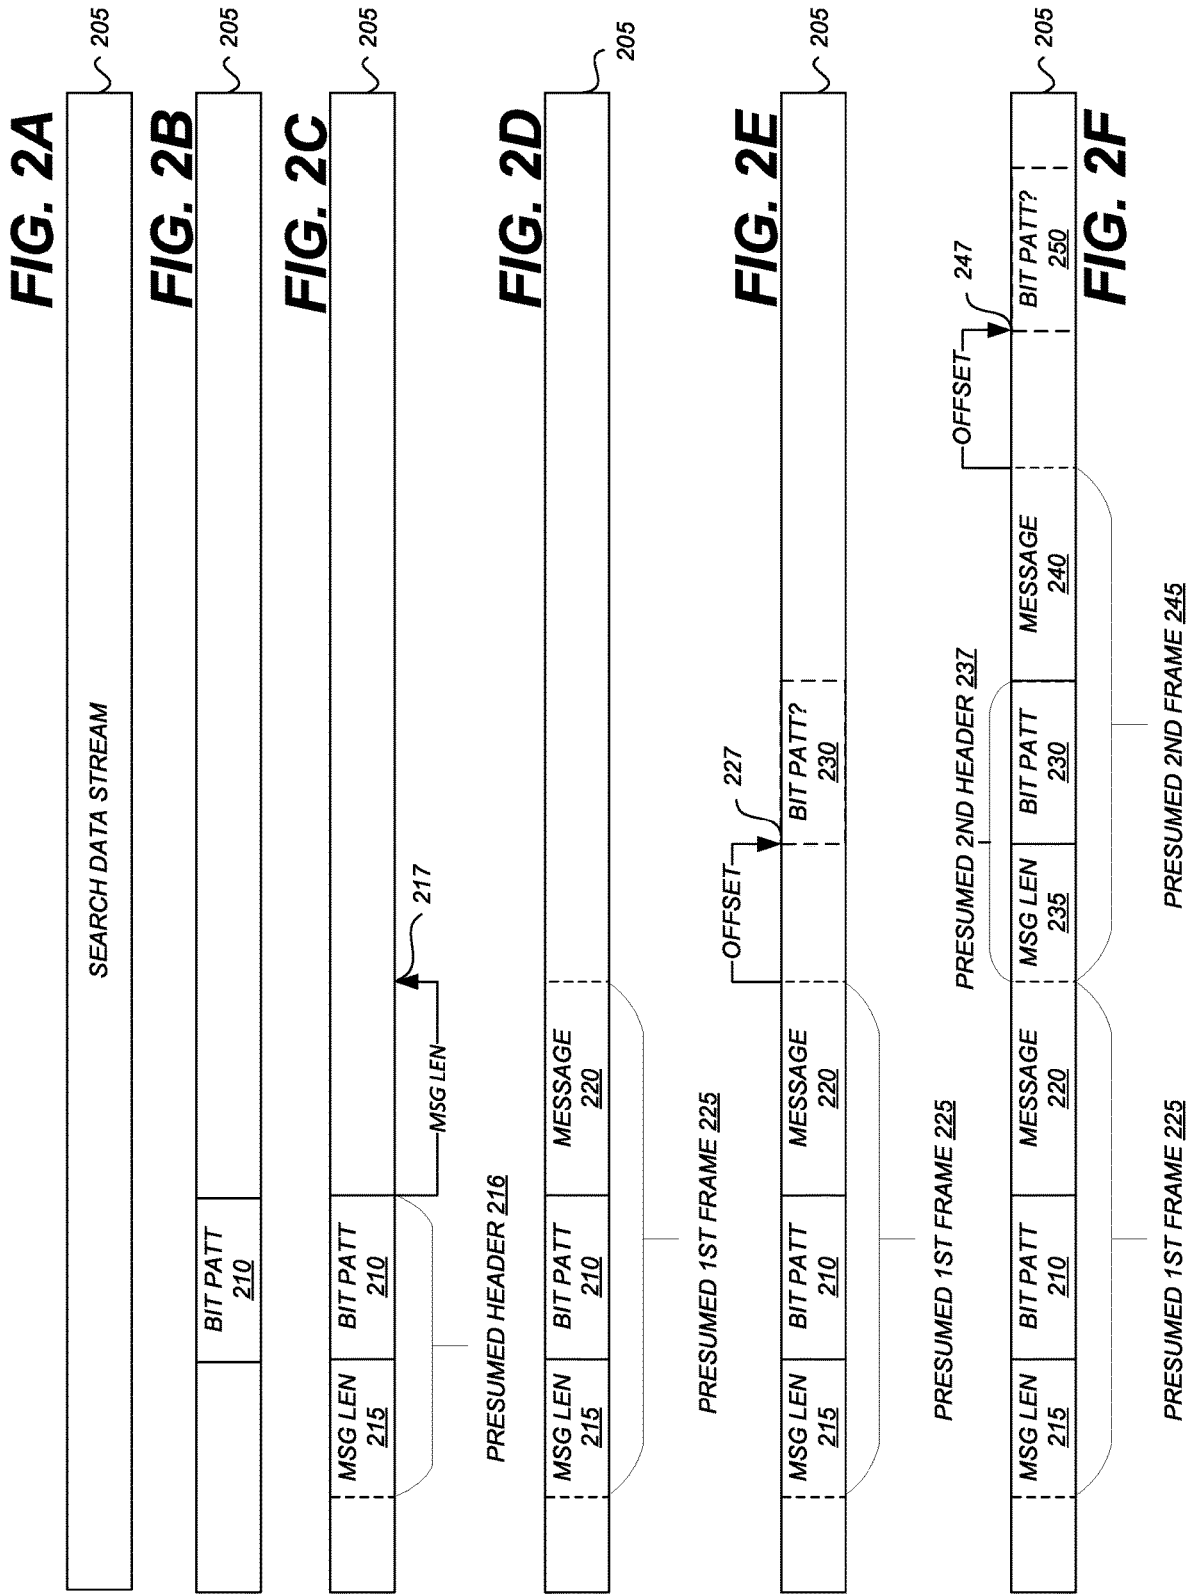 FIG. 2A
SEARCH DATA STREAM
205
FIG. 2B
BIT PATT
210
205
FIG. 2C
MSG LEN
215
BIT PATT
210
205
MSG LEN
217
PRESUMED HEADER 216
FIG. 2D
MSG LEN
215
BIT PATT
210
MESSAGE
220
205
PRESUMED 1ST FRAME 225
FIG. 2E
OFFSET
227
MSG LEN
215
BIT PATT
210
MESSAGE
220
BIT PATT?
230
205
PRESUMED 1ST FRAME 225
PRESUMED 2ND HEADER 237
OFFSET
247
MSG LEN
215
BIT PATT
210
MESSAGE
220
MSG LEN
235
BIT PATT
230
MESSAGE
240
BIT PATT?
250
205
FIG. 2F
PRESUMED 1ST FRAME 225
PRESUMED 2ND FRAME 245